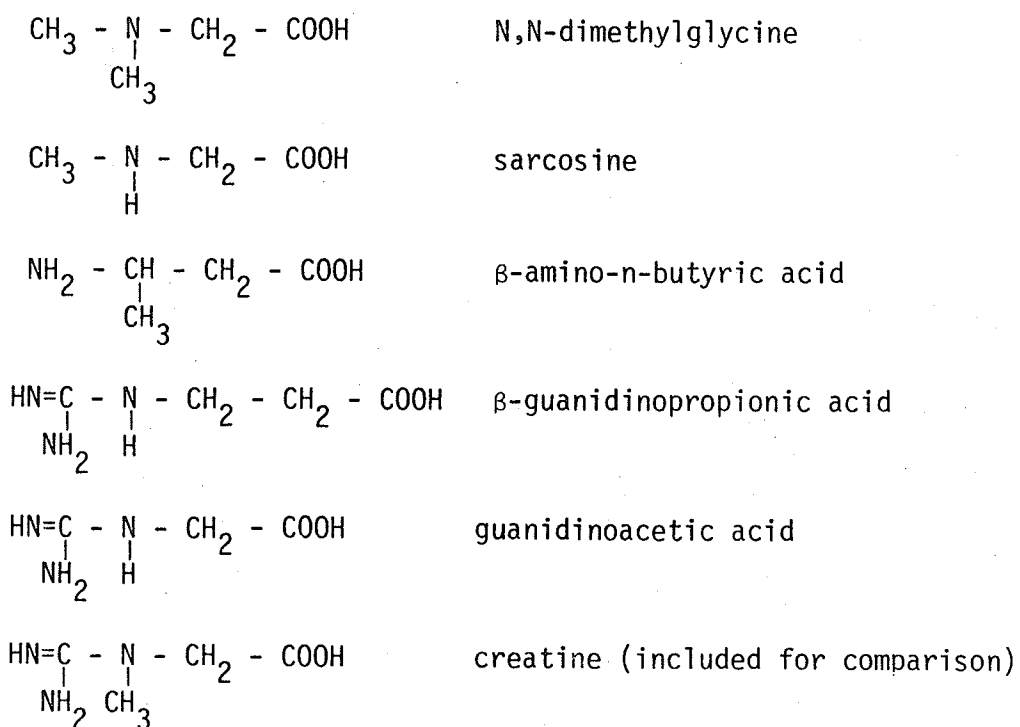 CH3 - N - CH2 - COOH N,N-dimethylglycine
CH3
CH3 - N - CH2 - COOH sarcosine
H
NH2 - CH - CH2 - COOH β-amino-n-butyric acid
CH3
HN=C - N - CH2 - CH2 - COOH β-guanidinopropionic acid
NH2 H
HN=C - N - CH2 - COOH guanidinoacetic acid
NH2 H
HN=C - N - CH2 - COOH creatine (included for comparison)
NH2 CH3